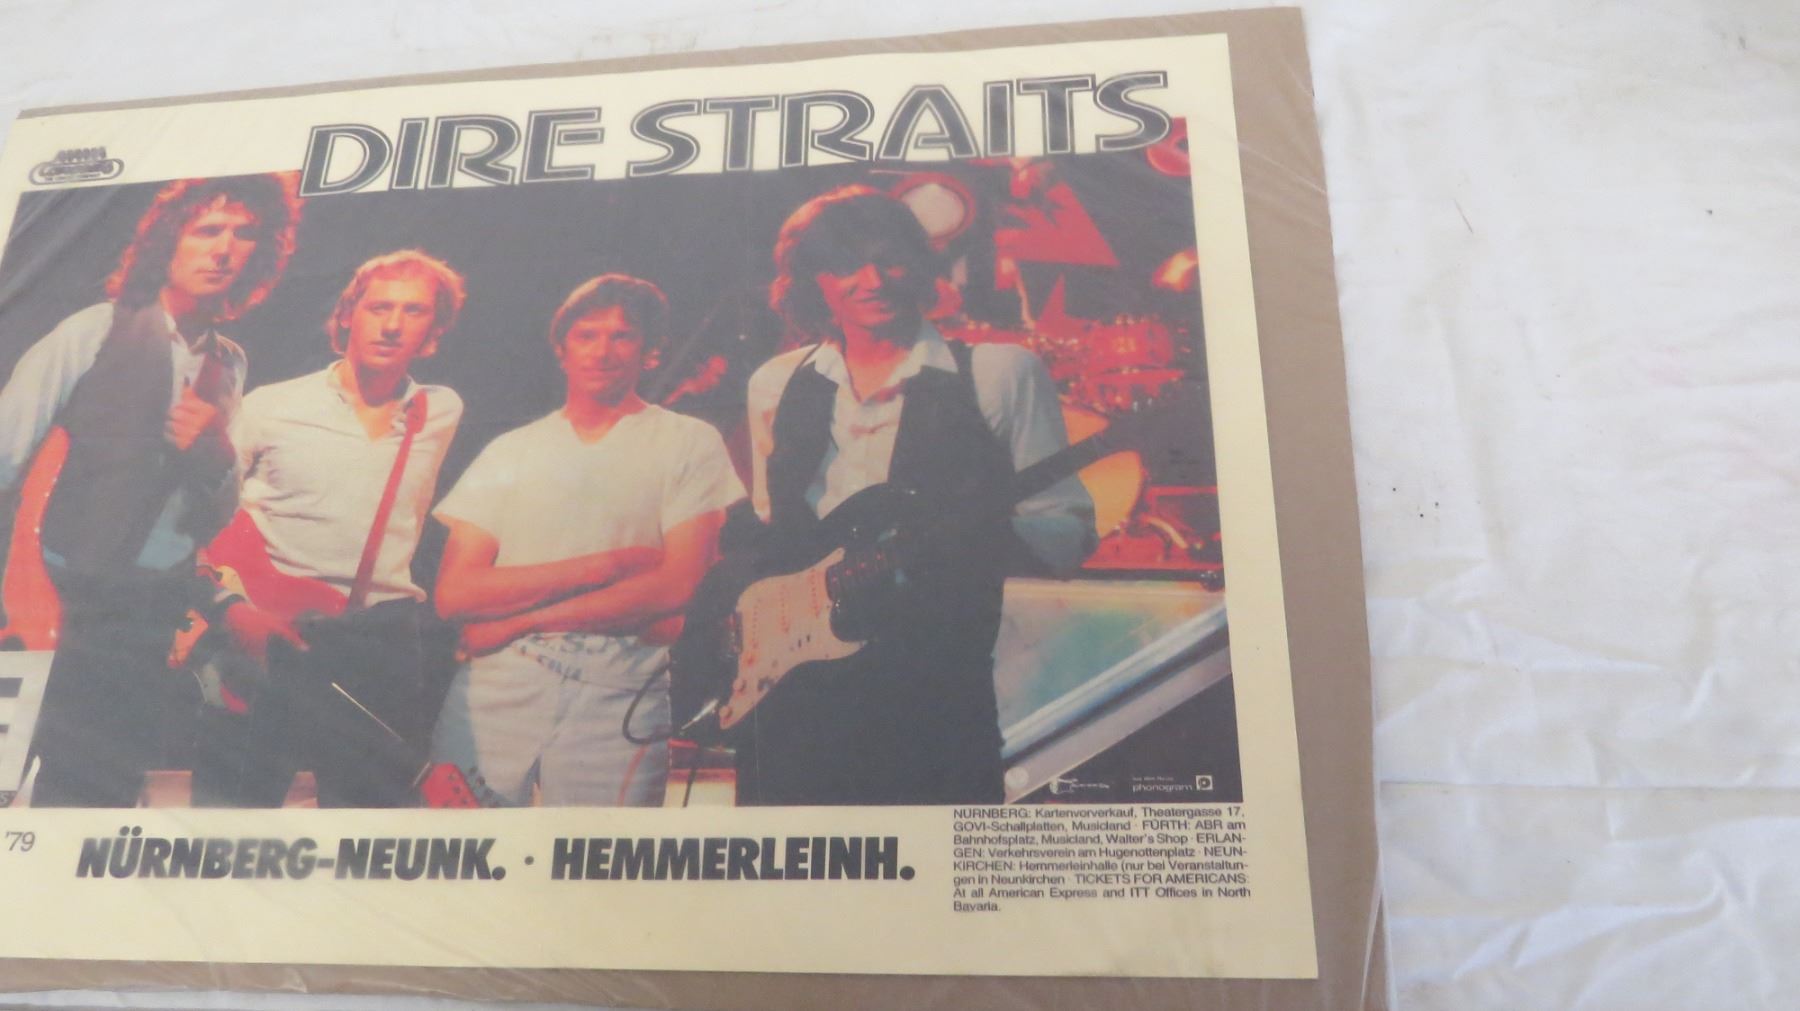 DIRE STRAITS
phonogram
'79
NÜRNBERG-NEUNK. · HEMMERLEINH.
NÜRNBERG: Kartenvorverkauf, Theatergasse 17,
GOVI-Schallplatten, Musicland · FÜRTH: ABR am
Bahnhofsplatz, Musicland, Walter's Shop · ERLAN-
GEN: Verkehrsverein am Hugenottenplatz · NEUN-
KIRCHEN: Hemmerleinhalle (nur bei Veranstaltun-
gen in Neunkirchen · TICKETS FOR AMERICANS:
At all American Express and ITT Offices in North
Bavaria.